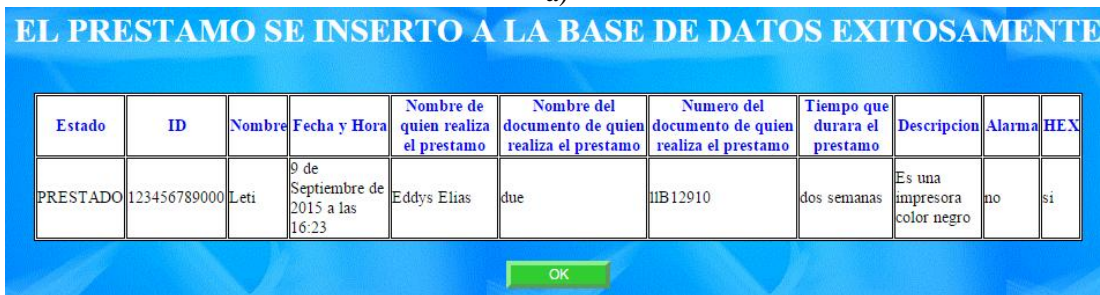 a)
EL PRESTAMO SE INSERTO A LA BASE DE DATOS EXITOSAMENTE
Estado ID Nombre Fecha y Hora Nombre de quien realiza el prestamo Nombre del documento de quien realiza el prestamo Numero del documento de quien realiza el prestamo Tiempo que durara el prestamo Descripcion Alarma HEX
PRESTADO 123456789000 Leti 9 de Septiembre de 2015 a las 16:23 Eddys Elias due llB12910 dos semanas Es una impresora color negro no si
OK